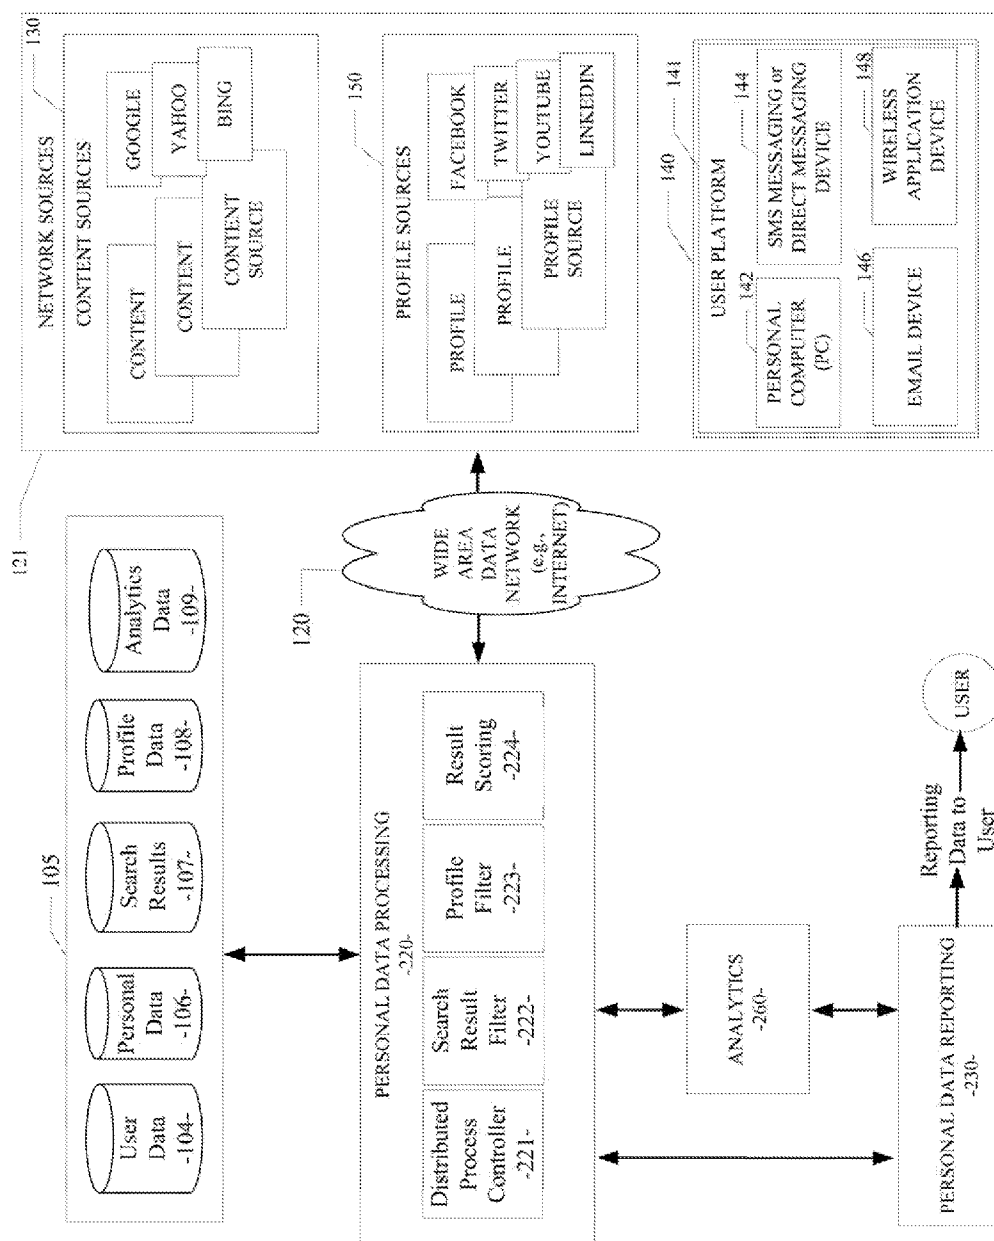 121
NETWORK SOURCES
130
CONTENT SOURCES
CONTENT
GOOGLE
CONTENT
YAHOO
CONTENT
SOURCE
BING
150
PROFILE SOURCES
PROFILE
FACEBOOK
PROFILE
TWITTER
PROFILE
SOURCE
YOUTUBE
LINKEDIN
USER PLATFORM
140
141
142
PERSONAL
COMPUTER
(PC)
144
SMS MESSAGING or
DIRECT MESSAGING
DEVICE
146
EMAIL DEVICE
148
WIRELESS
APPLICATION
DEVICE
105
User
Data
-104-
Personal
Data
-106-
Search
Results
-107-
Profile
Data
-108-
Analytics
Data
-109-
120
WIDE
AREA
DATA
NETWORK
(e.g.,
INTERNET)
PERSONAL DATA PROCESSING
-220-
Distributed
Process
Controller
-221-
Search
Result
Filter
-222-
Profile
Filter
-223-
Result
Scoring
-224-
ANALYTICS
-260-
PERSONAL DATA REPORTING
-230-
Reporting
Data to
User
USER